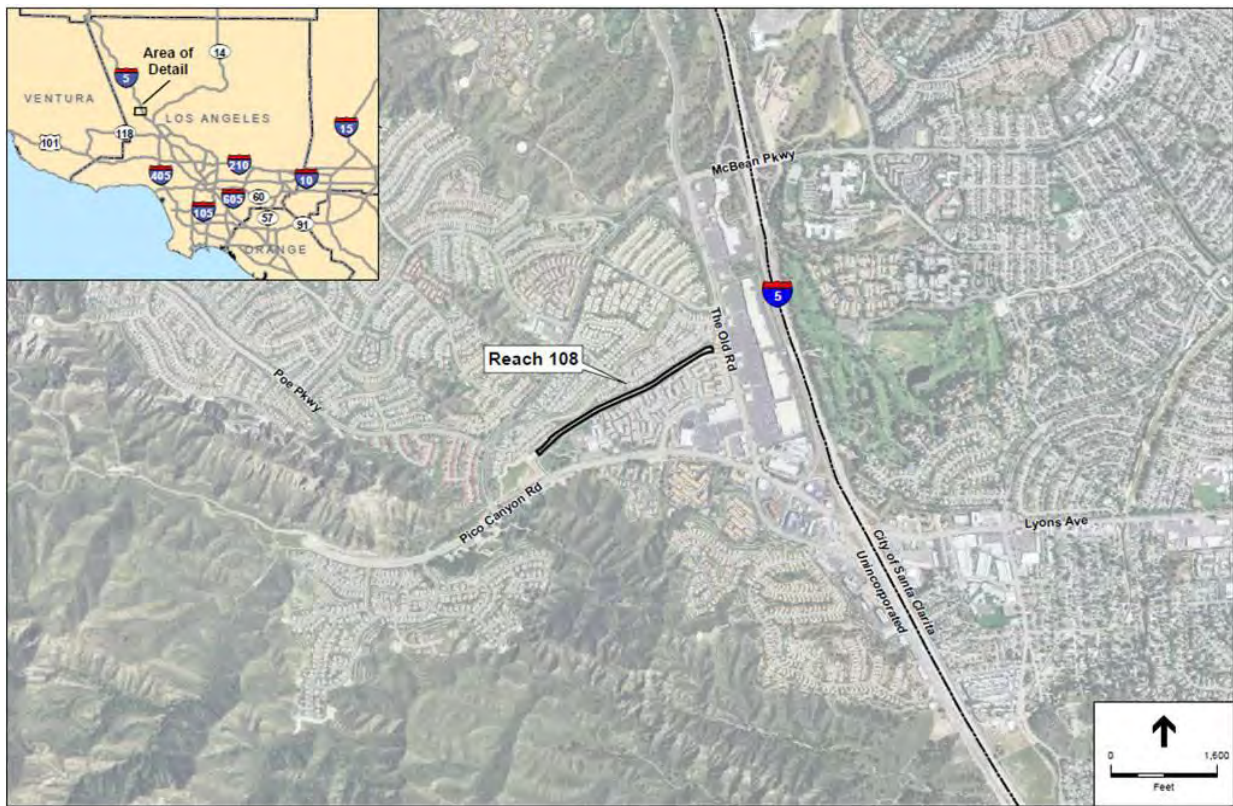 Area of
Detail
14
5
VENTURA
LOS ANGELES
118
101
15
405
210
10
605
60
105
57
91
ORANGE
McBean Pkwy
5
The Old Rd
Reach 108
Poe Pkwy
Pico Canyon Rd
Lyons Ave
City of Santa Clarita
Unincorporated
0 1,600
Feet